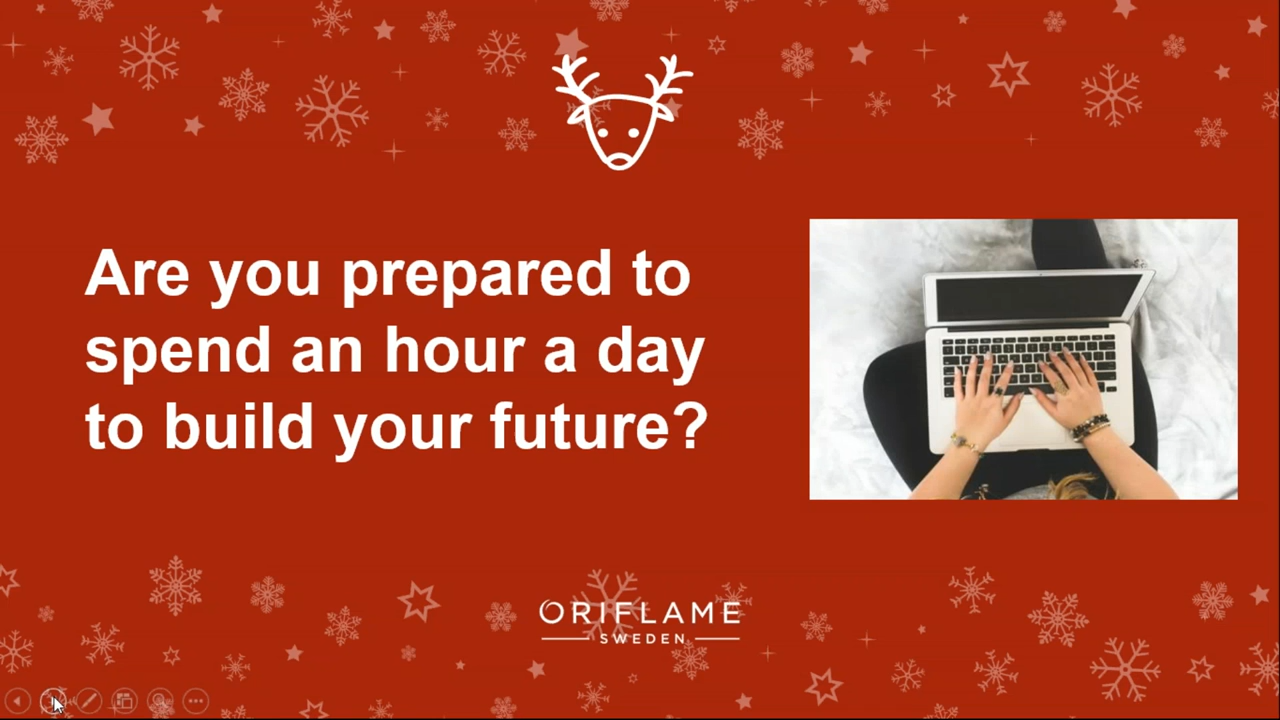 Are you prepared to
spend an hour a day
to build your future?
ORIFLAME
SWEDEN